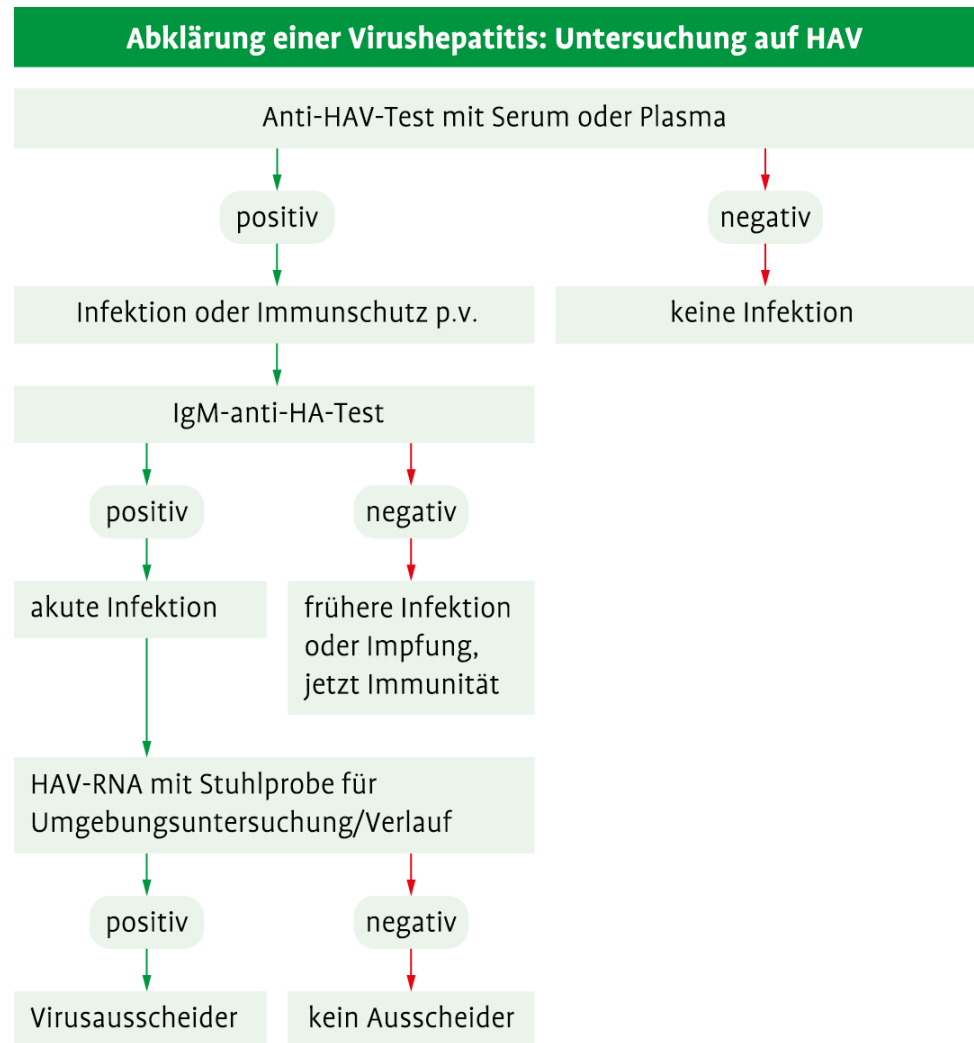 Abklärung einer Virushepatitis: Untersuchung auf HAV
Anti-HAV-Test mit Serum oder Plasma
positiv
negativ
Infektion oder Immunschutz p.v.
keine Infektion
IgM-anti-HA-Test
positiv
negativ
akute Infektion
frühere Infektion
oder Impfung,
jetzt Immunität
HAV-RNA mit Stuhlprobe für
Umgebungsuntersuchung/Verlauf
positiv
negativ
Virusausscheider
kein Ausscheider